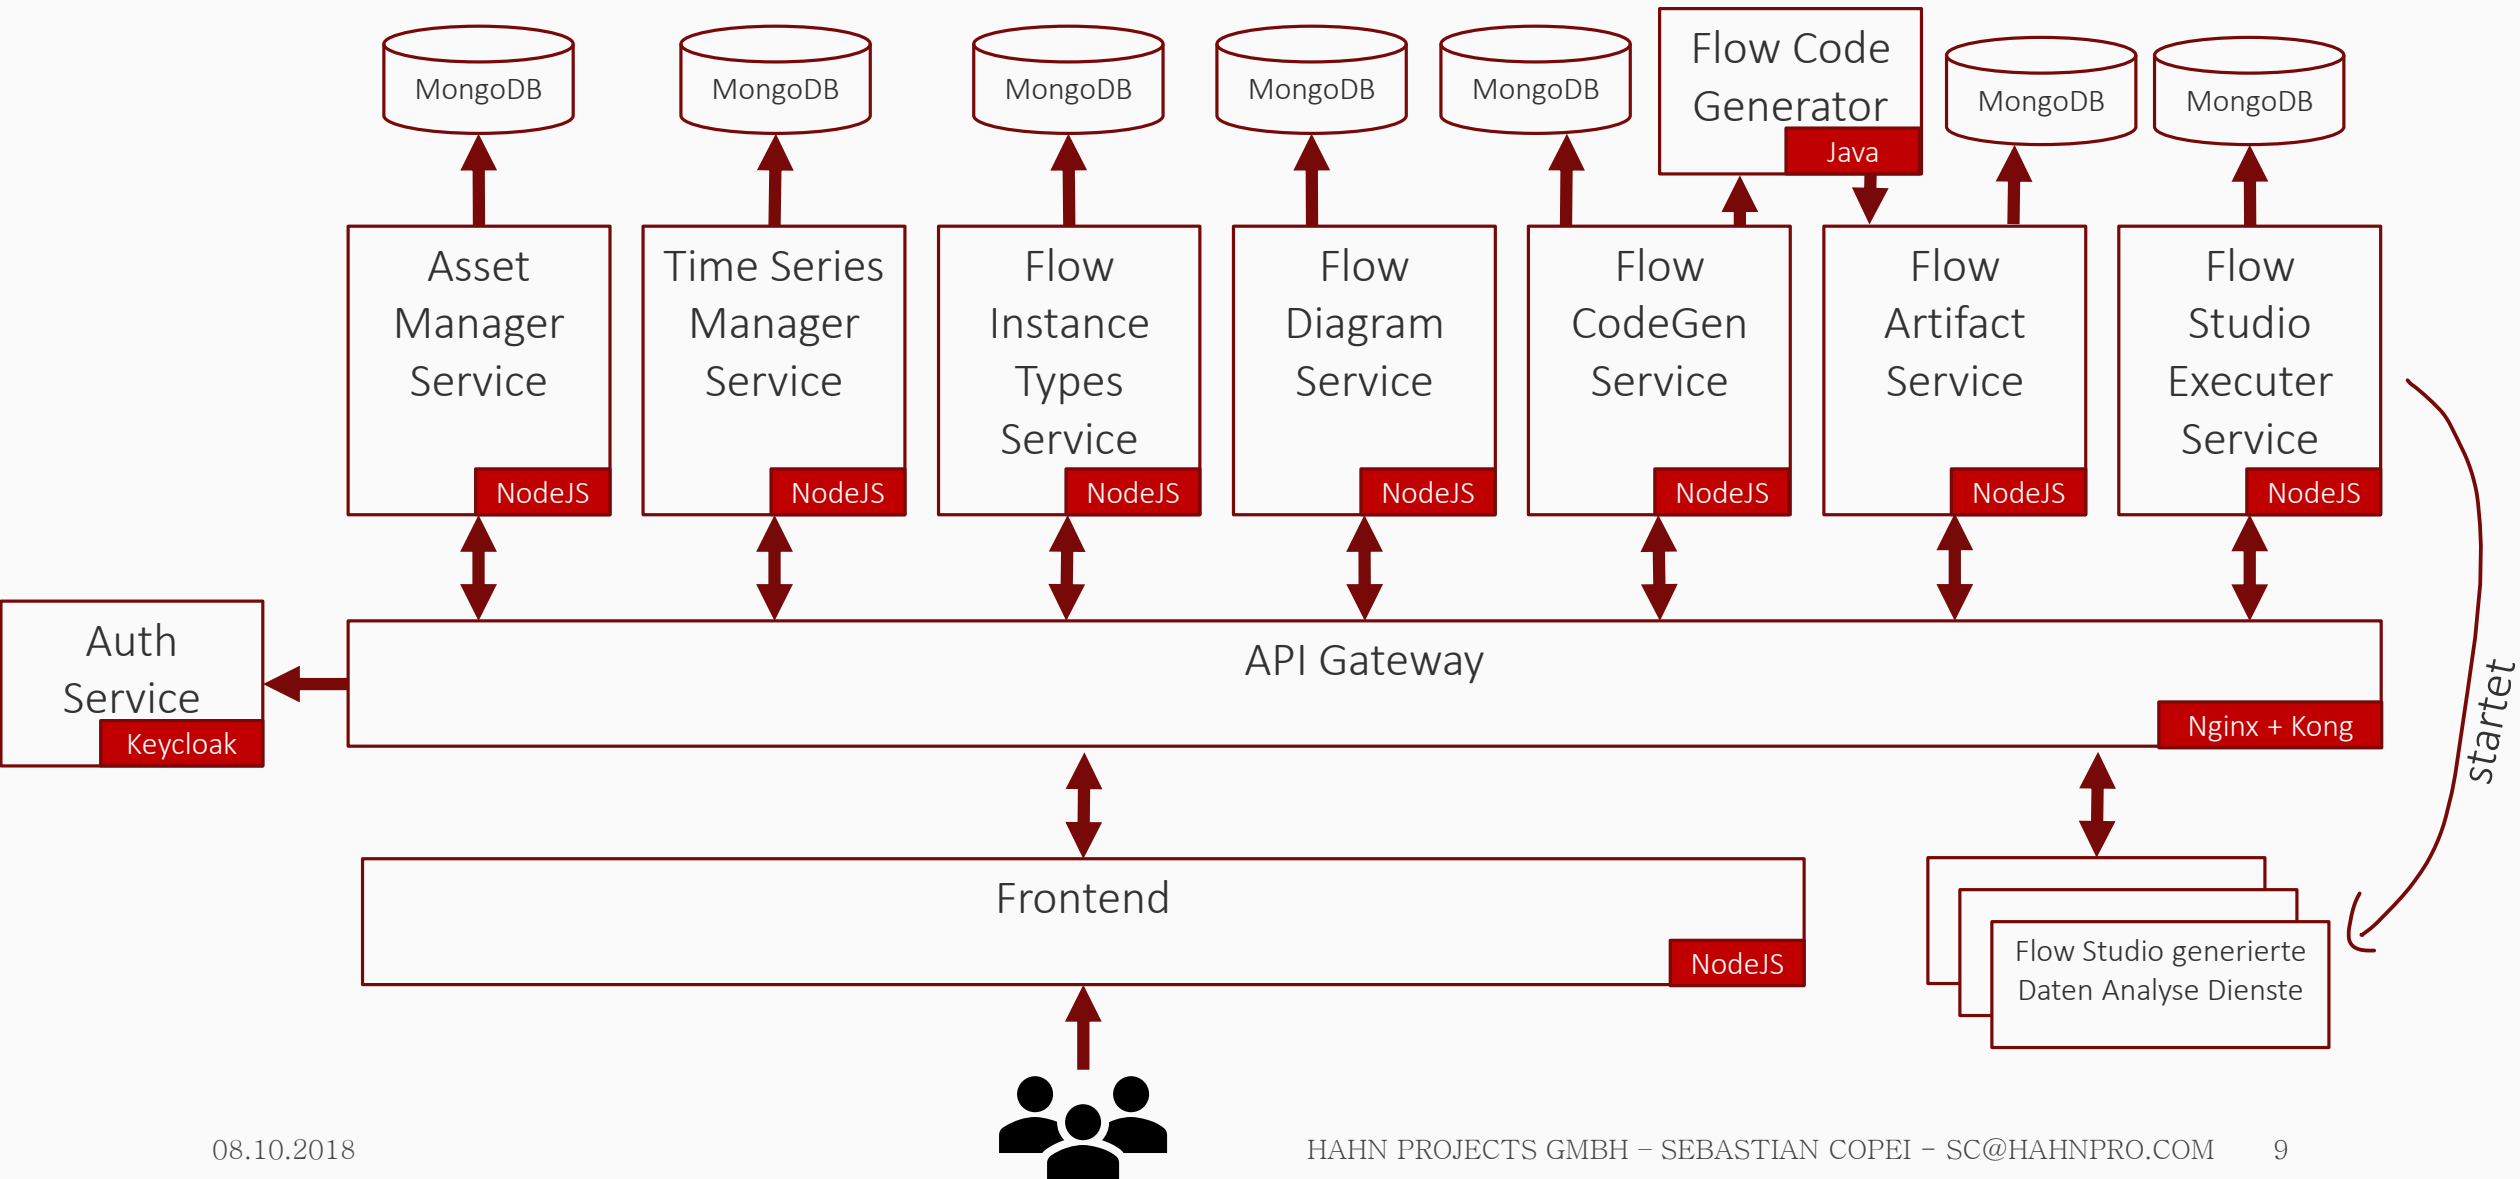 MongoDB
MongoDB
MongoDB
MongoDB
MongoDB
Flow Code
Generator
Java
MongoDB
MongoDB
Asset
Manager
Service
NodeJS
Time Series
Manager
Service
NodeJS
Flow
Instance
Types
Service
NodeJS
Flow
Diagram
Service
NodeJS
Flow
CodeGen
Service
NodeJS
Flow
Artifact
Service
NodeJS
Flow
Studio
Executer
Service
NodeJS
Auth
Service
Keycloak
API Gateway
Nginx + Kong
startet
Frontend
NodeJS
Flow Studio generierte
Daten Analyse Dienste
08.10.2018
HAHN PROJECTS GMBH – SEBASTIAN COPEI - SC@HAHNPRO.COM
9